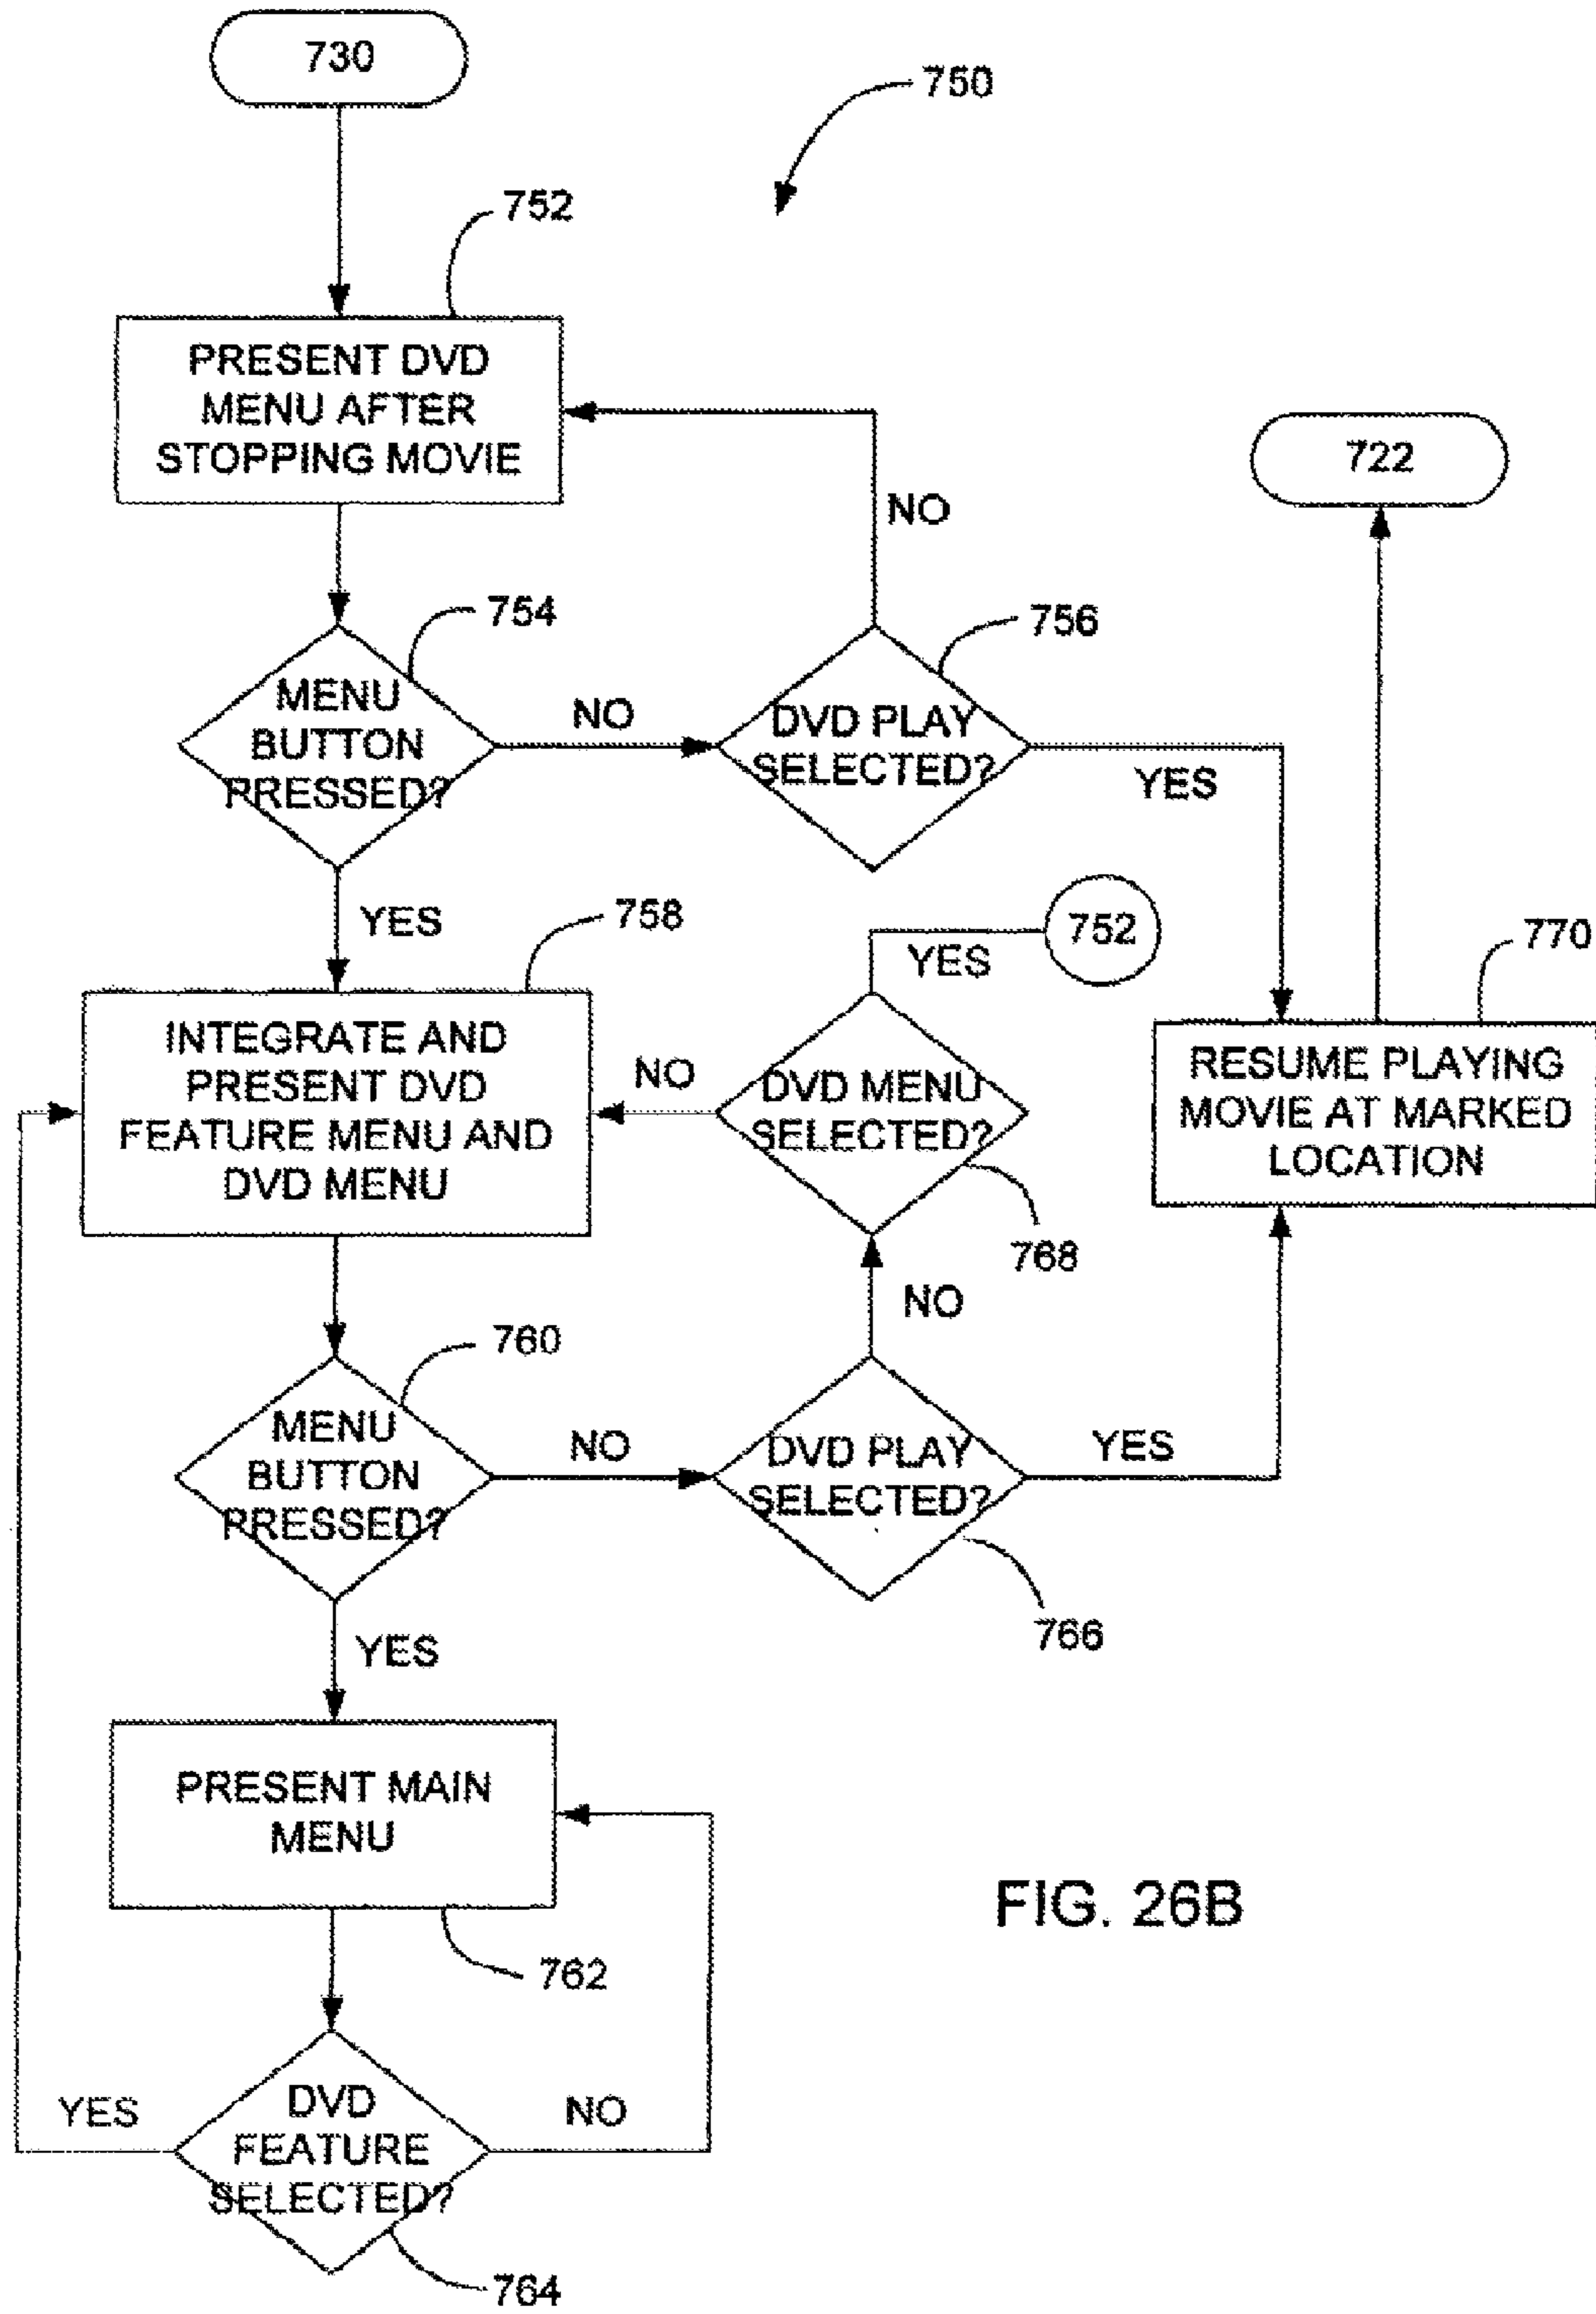 730
750
752
PRESENT DVD
MENU AFTER
STOPPING MOVIE
722
NO
754
756
MENU
BUTTON
PRESSED?
NO
DVD PLAY
SELECTED?
YES
YES
758
752
YES
770
INTEGRATE AND
PRESENT DVD
FEATURE MENU AND
DVD MENU
NO
DVD MENU
SELECTED?
RESUME PLAYING
MOVIE AT MARKED
LOCATION
768
NO
760
MENU
BUTTON
PRESSED?
NO
DVD PLAY
SELECTED?
YES
766
YES
PRESENT MAIN
MENU
FIG. 26B
762
YES
DVD
FEATURE
SELECTED?
NO
764